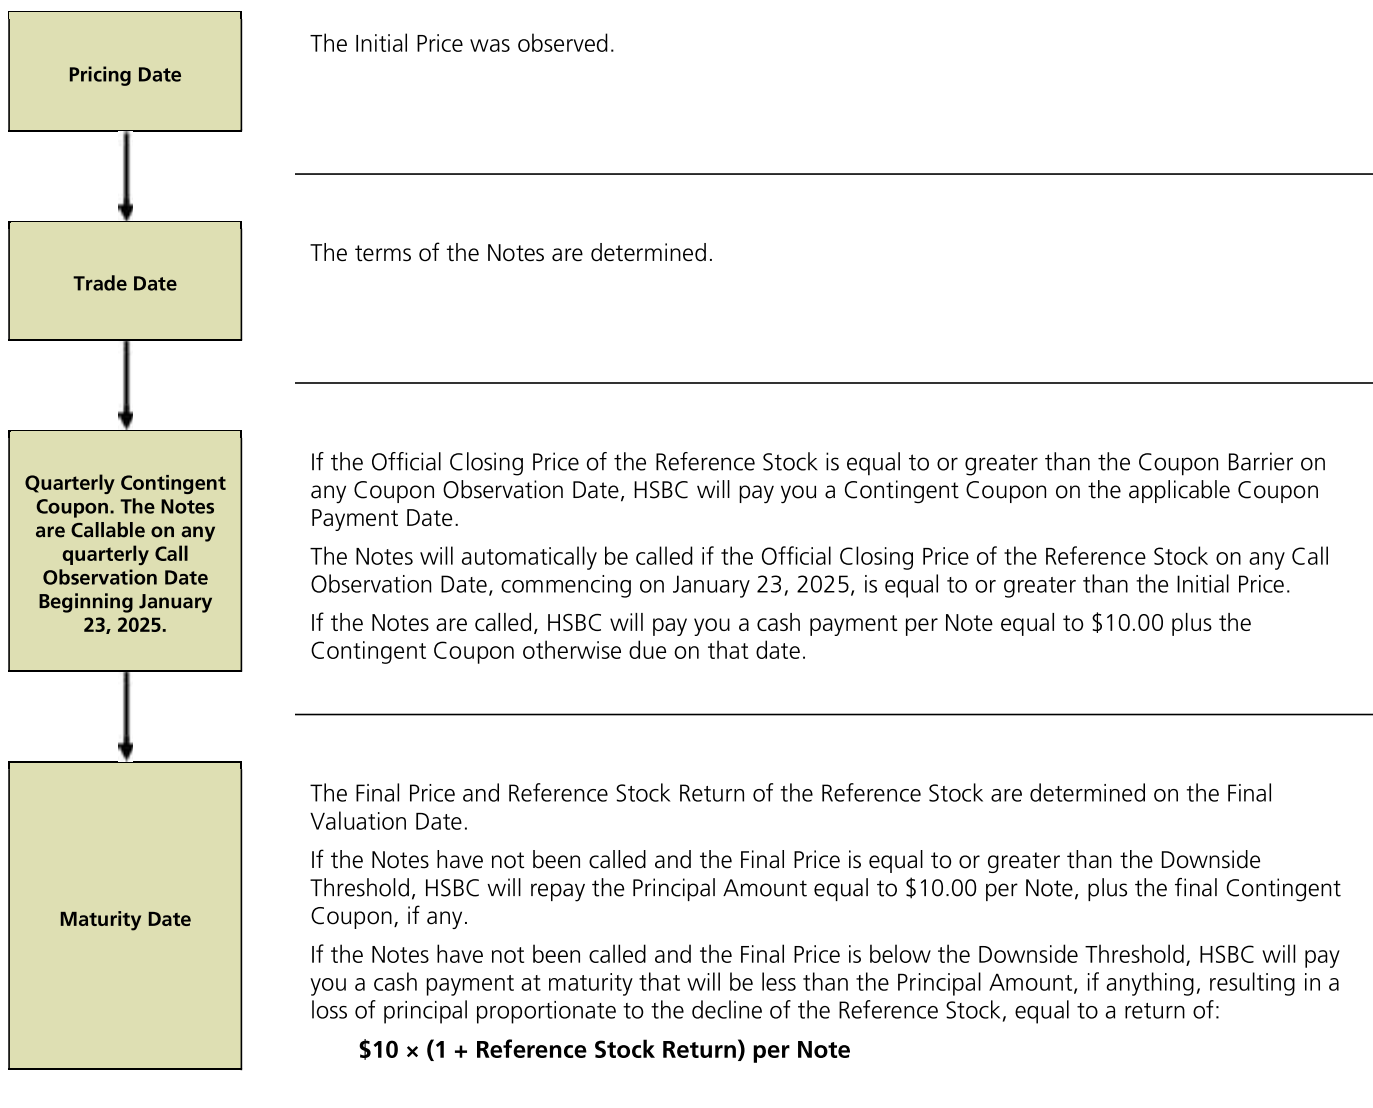 Pricing Date
The Initial Price was observed.
Trade Date
The terms of the Notes are determined.
Quarterly Contingent
Coupon. The Notes
are Callable on any
quarterly Call
Observation Date
Beginning January
23, 2025.
If the Official Closing Price of the Reference Stock is equal to or greater than the Coupon Barrier on
any Coupon Observation Date, HSBC will pay you a Contingent Coupon on the applicable Coupon
Payment Date.
The Notes will automatically be called if the Official Closing Price of the Reference Stock on any Call
Observation Date, commencing on January 23, 2025, is equal to or greater than the Initial Price.
If the Notes are called, HSBC will pay you a cash payment per Note equal to $10.00 plus the
Contingent Coupon otherwise due on that date.
Maturity Date
The Final Price and Reference Stock Return of the Reference Stock are determined on the Final
Valuation Date.
If the Notes have not been called and the Final Price is equal to or greater than the Downside
Threshold, HSBC will repay the Principal Amount equal to $10.00 per Note, plus the final Contingent
Coupon, if any.
If the Notes have not been called and the Final Price is below the Downside Threshold, HSBC will pay
you a cash payment at maturity that will be less than the Principal Amount, if anything, resulting in a
loss of principal proportionate to the decline of the Reference Stock, equal to a return of:
$10 × (1 + Reference Stock Return) per Note